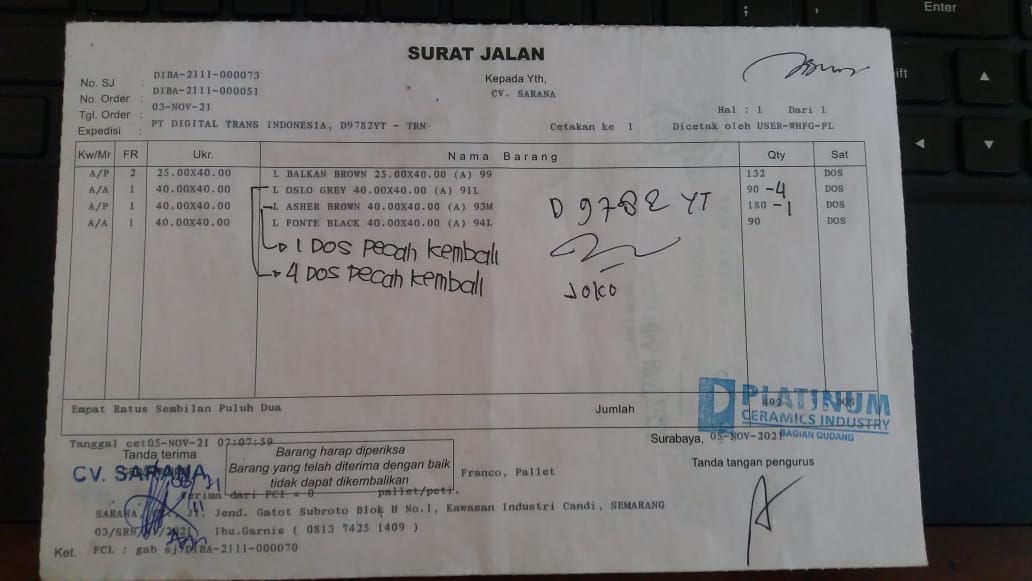 Enter
SURAT JALAN
No. SJ : DIBA-2111-000073
No. Order : DIBA-2111-000051
Tgl. Order : 03-NOV-21
Expedisi : PT DIGITAL TRANS INDONESIA, D9782YT - TRN
Kepada Yth,
CV. SARANA
Hal : 1 Dari 1
Cetakan ke 1 Dicetak oleh USER-WHFG-PL
Kw/Mr FR Ukr. Nama Barang Qty Sat
A/P 2 25.00X40.00 L BALKAN BROWN 25.00X40.00 (A) 99 132 DOS
A/A 1 40.00X40.00 L OSLO GREY 40.00X40.00 (A) 91L 90 -4 DOS
A/P 1 40.00X40.00 L ASHER BROWN 40.00X40.00 (A) 93M 180 -1 DOS
A/A 1 40.00X40.00 L FONTE BLACK 40.00X40.00 (A) 94L 90 DOS
D 9782 YT
1 DOS Pecah kembali
4 DOS Pecah kembali
Joko
Empat Ratus Sembilan Puluh Dua Jumlah 492 DOS
PLATINUM
CERAMICS INDUSTRY
BAGIAN GUDANG
Tanggal cet05-NOV-21 07:07:59
Surabaya, 05-NOV-2021
Tanda terima
CV. SARANA
Barang harap diperiksa
Barang yang telah diterima dengan baik
tidak dapat dikembalikan
Franco, Pallet
Tanda tangan pengurus
Terima dari PCI = 0 pallet/peti.
SARANA Jl. Jend. Gatot Subroto Blok H No.1, Kawasan Industri Candi, SEMARANG
Ibu.Garnis ( 0813 7425 1409 )
Ket. PCL : gab sj DIBA-2111-000070